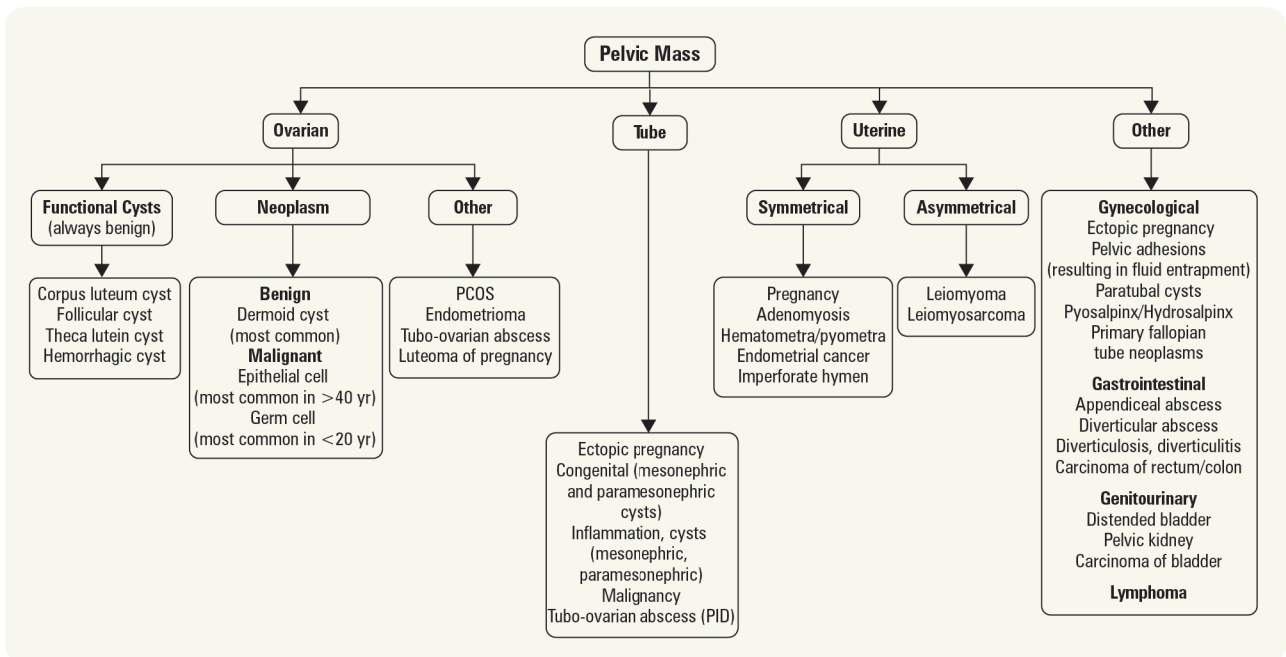 Pelvic Mass
Ovarian
Tube
Uterine
Other
Functional Cysts
(always benign)
Neoplasm
Other
Symmetrical
Asymmetrical
Corpus luteum cyst
Follicular cyst
Theca lutein cyst
Hemorrhagic cyst
Benign
Dermoid cyst
(most common)
Malignant
Epithelial cell
(most common in >40 yr)
Germ cell
(most common in <20 yr)
PCOS
Endometrioma
Tubo-ovarian abscess
Luteoma of pregnancy
Ectopic pregnancy
Congenital (mesonephric
and paramesonephric
cysts)
Inflammation, cysts
(mesonephric,
paramesonephric)
Malignancy
Tubo-ovarian abscess (PID)
Pregnancy
Adenomyosis
Hematometra/pyometra
Endometrial cancer
Imperforate hymen
Leiomyoma
Leiomyosarcoma
Gynecological
Ectopic pregnancy
Pelvic adhesions
(resulting in fluid entrapment)
Paratubal cysts
Pyosalpinx/Hydrosalpinx
Primary fallopian
tube neoplasms
Gastrointestinal
Appendiceal abscess
Diverticular abscess
Diverticulosis, diverticulitis
Carcinoma of rectum/colon
Genitourinary
Distended bladder
Pelvic kidney
Carcinoma of bladder
Lymphoma